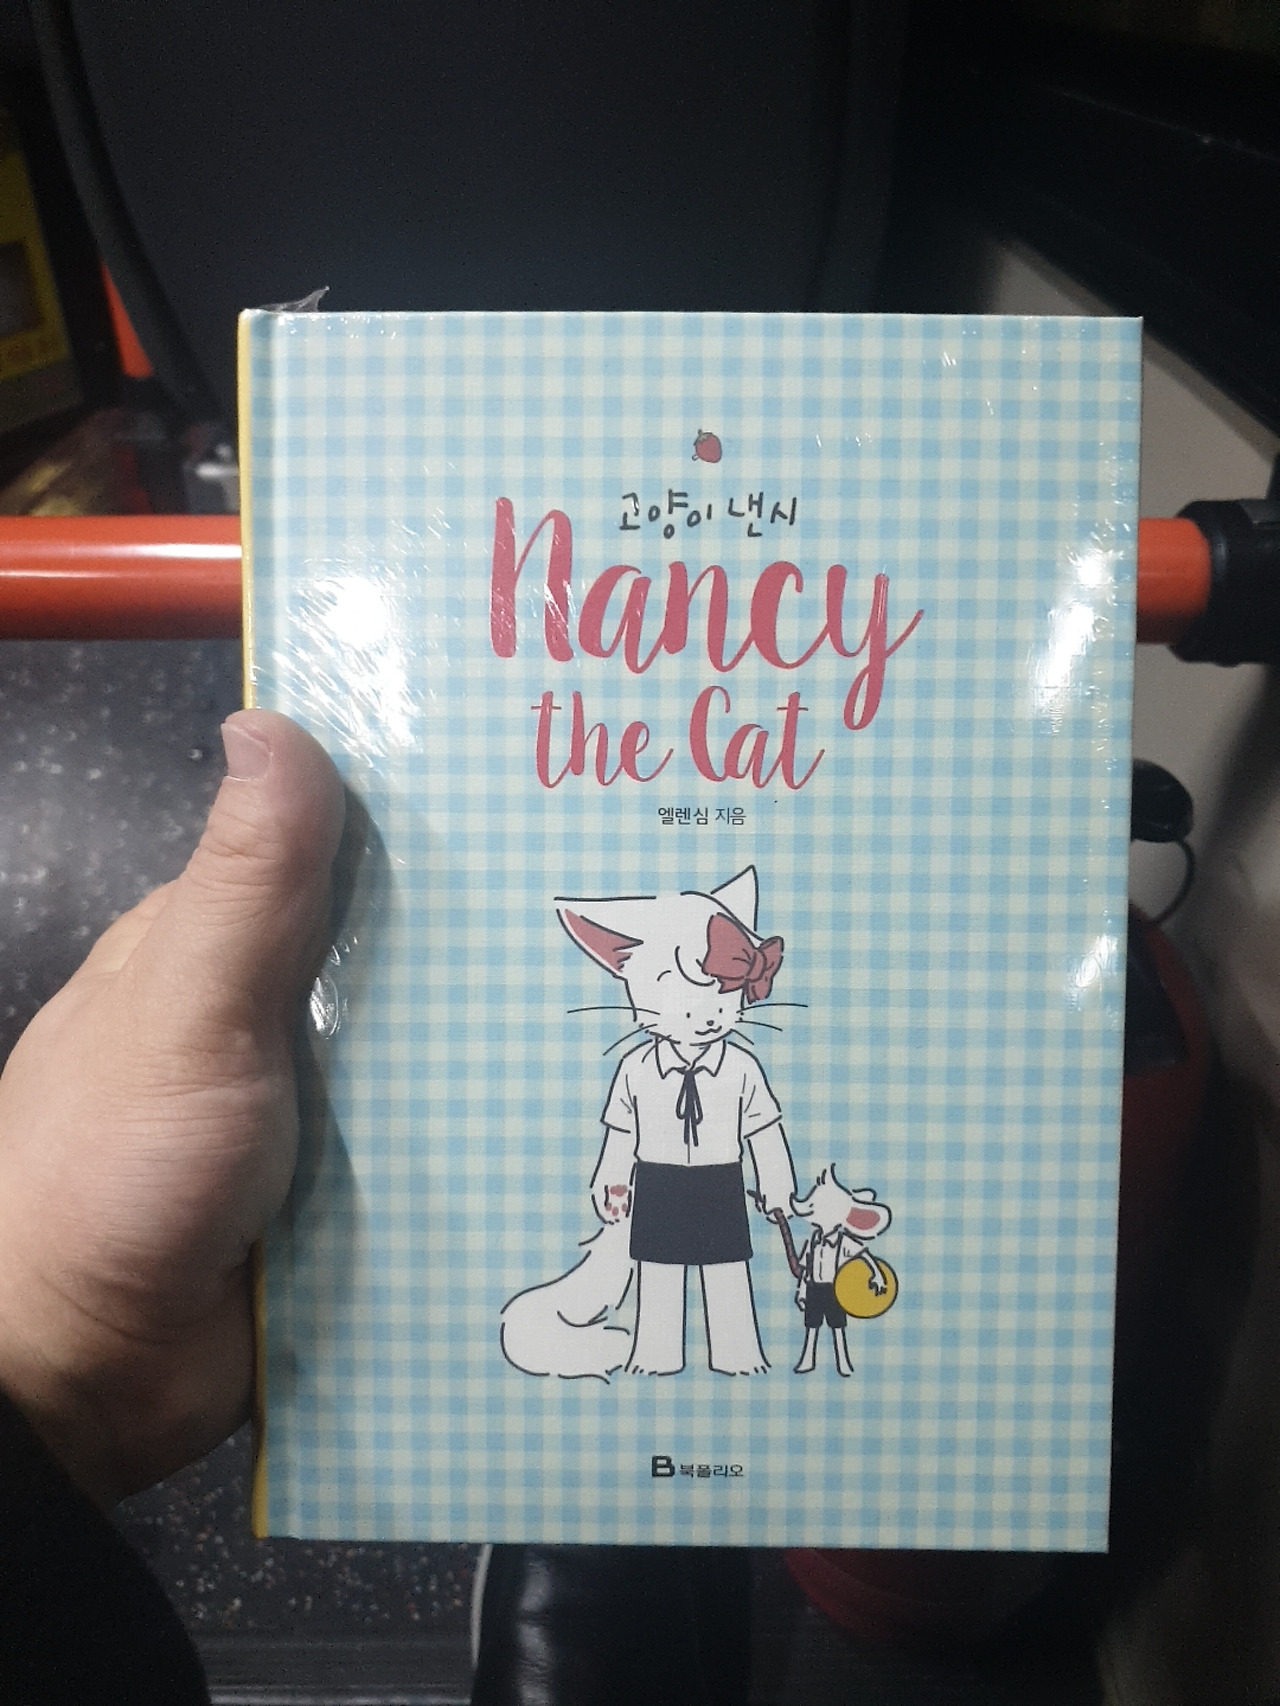 고양이 낸시
Nancy
the Cat
엘렌심 지음
B 북폴리오